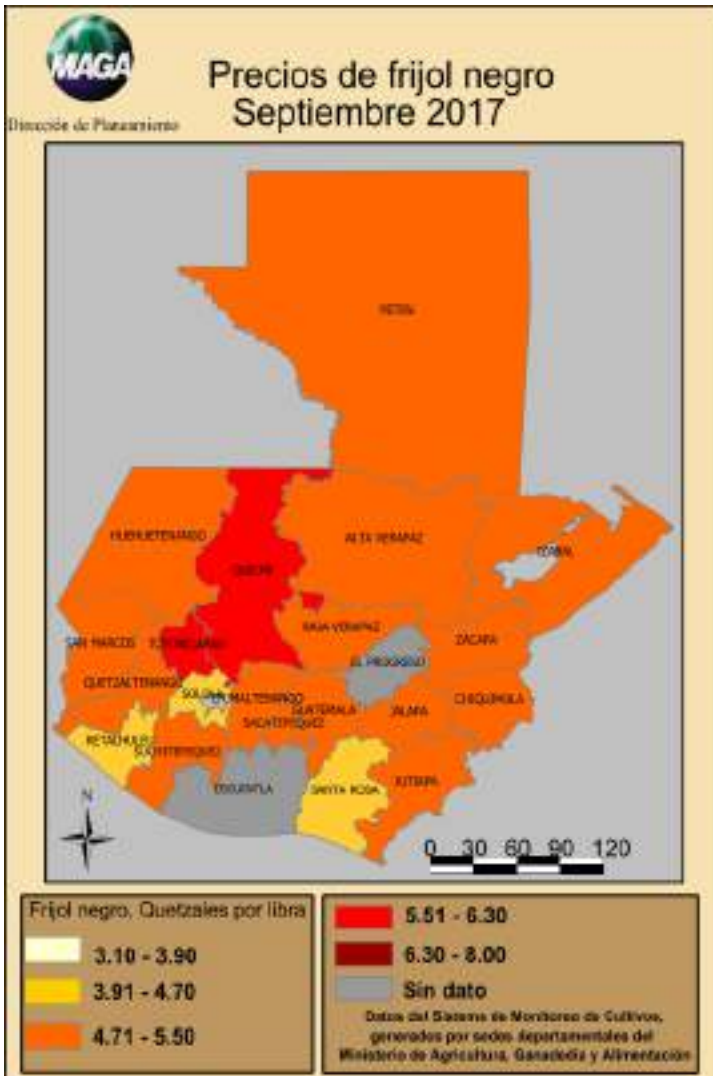 MAGA
Dirección de Planeamiento
Precios de frijol negro
Septiembre 2017
PETEN
HUEHUETENANGO
ALTA VERAPAZ
IZABAL
QUICHE
BAJA VERAPAZ
SAN MARCOS
TOTONICAPAN
ZACAPA
EL PROGRESO
QUETZALTENANGO
SOLOLA
CHIMALTENANGO
GUATEMALA
CHIQUIMULA
JALAPA
SACATEPEQUEZ
RETALHULEU
SUCHITEPEQUEZ
ESCUINTLA
SANTA ROSA
JUTIAPA
N
0 30 60 90 120
Frijol negro, Quetzales por libra
3.10 - 3.90
3.91 - 4.70
4.71 - 5.50
5.51 - 6.30
6.30 - 8.00
Sin dato
Datos del Sistema de Monitoreo de Cultivos,
generados por sedes departamentales del
Ministerio de Agricultura, Ganadedía y Alimentación